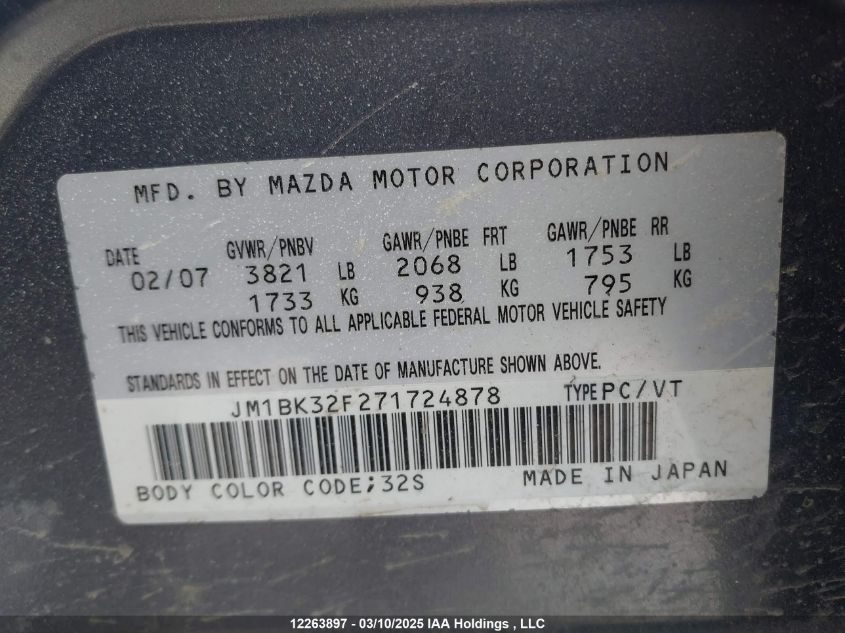 MFD. BY MAZDA MOTOR CORPORATION
DATE GVWR/PNBV GAWR/PNBE FRT GAWR/PNBE RR
02/07 3821 LB 2068 LB 1753 LB
1733 KG 938 KG 795 KG
THIS VEHICLE CONFORMS TO ALL APPLICABLE FEDERAL MOTOR VEHICLE SAFETY
STANDARDS IN EFFECT ON THE DATE OF MANUFACTURE SHOWN ABOVE.
JM1BK32F271724878 TYPE PC/VT
BODY COLOR CODE;32S MADE IN JAPAN
12263897 - 03/10/2025 IAA Holdings , LLC